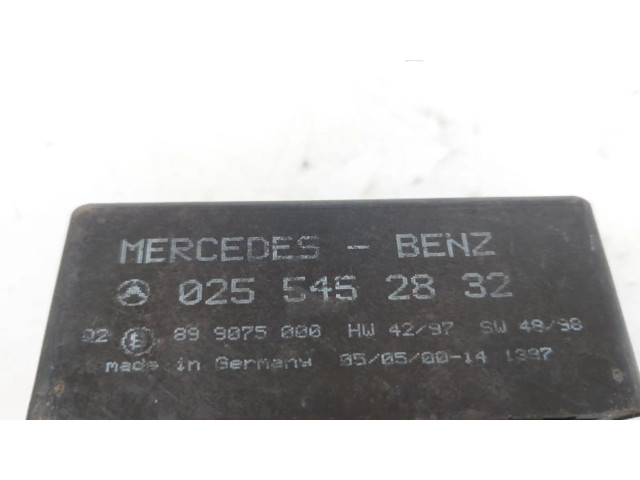 MERCEDES - BENZ
025 545 28 32
Q2 89 9075 000 HW 42/97 SW 48/98
made in Germany 05/05/00-14 1397